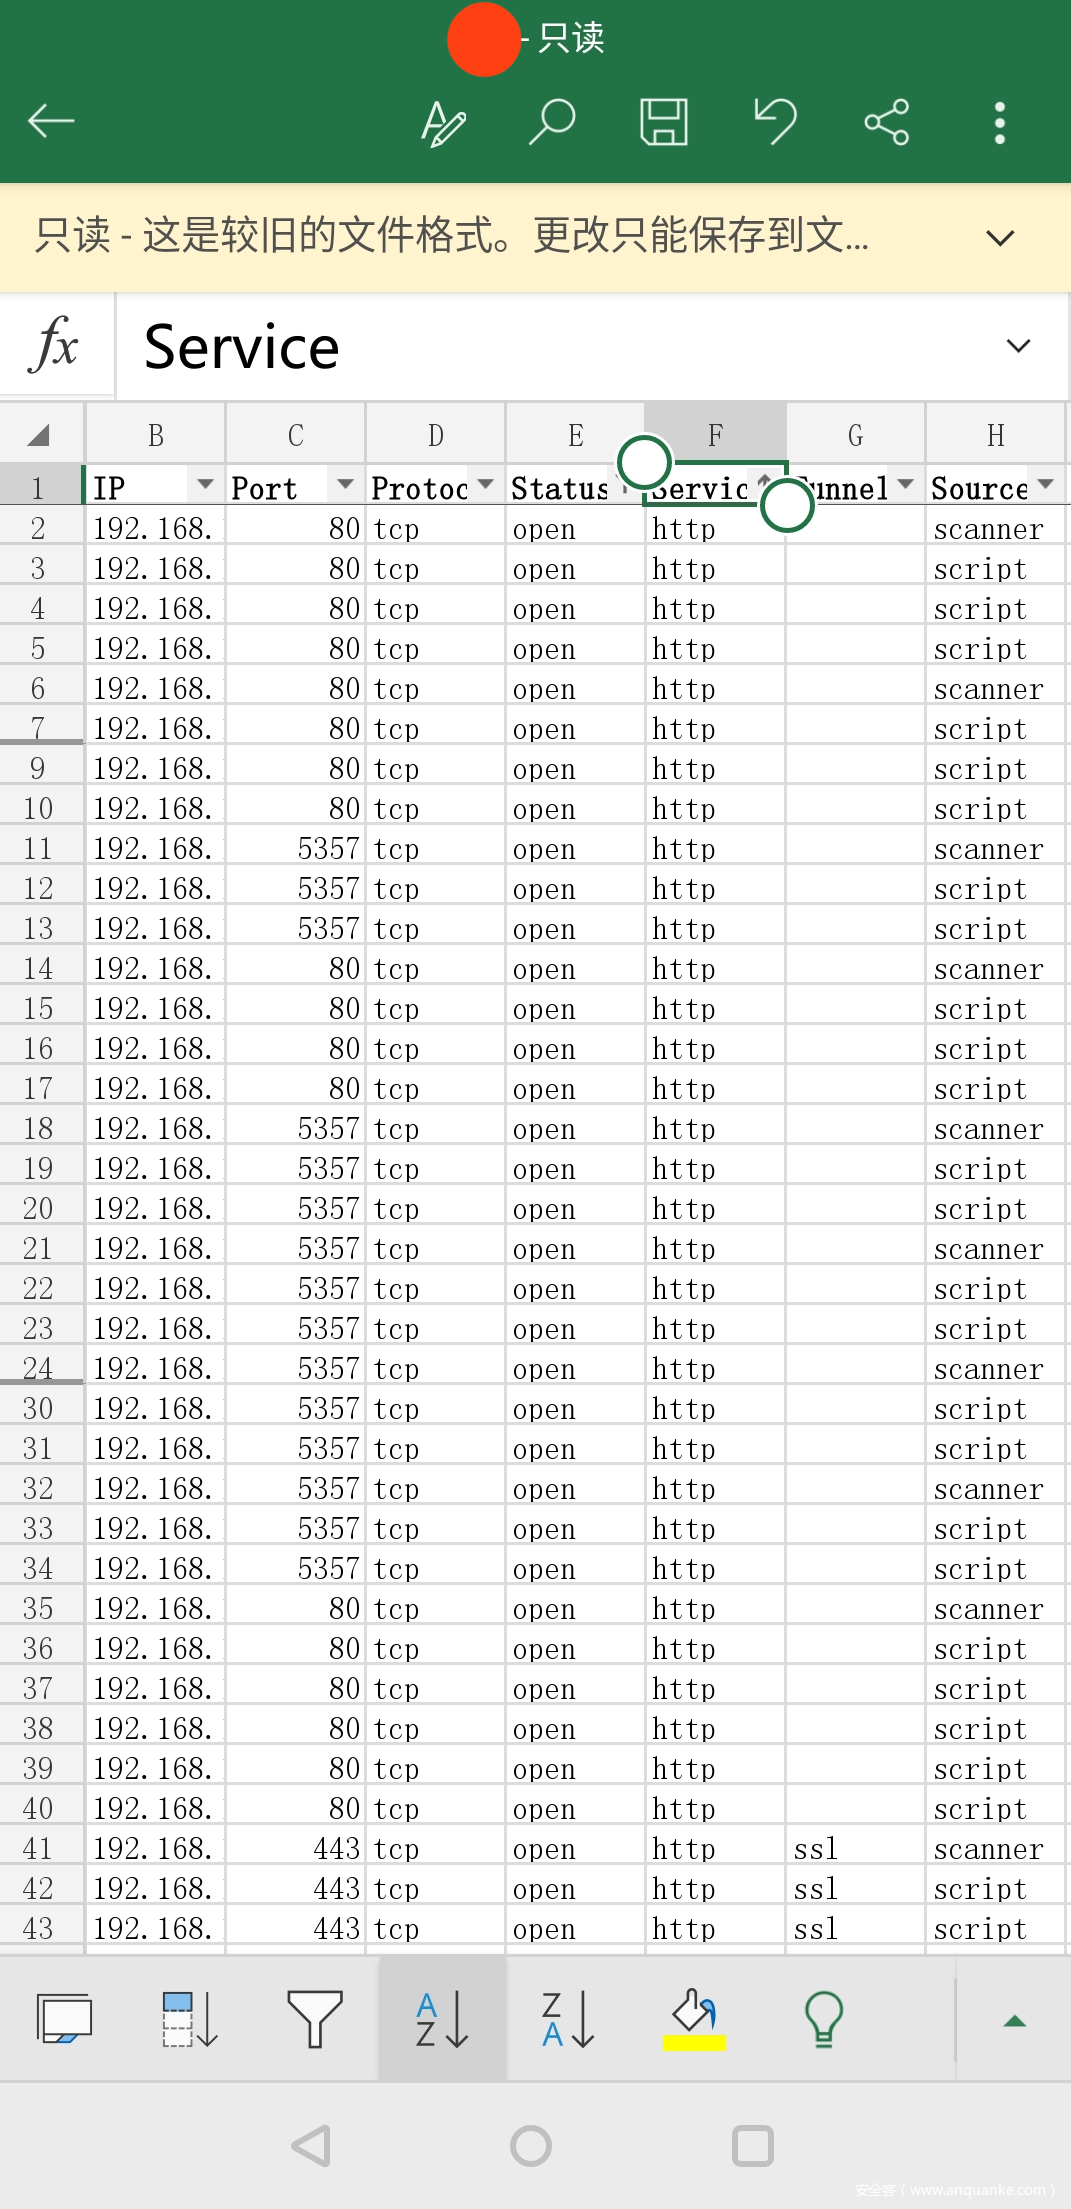 - 只读
只读 - 这是较旧的文件格式。更改只能保存到文...
fx Service
B C D E F G H
1 IP Port Protoc Status Servic Tunnel Source
2 192.168. 80 tcp open http scanner
3 192.168. 80 tcp open http script
4 192.168. 80 tcp open http script
5 192.168. 80 tcp open http script
6 192.168. 80 tcp open http scanner
7 192.168. 80 tcp open http script
9 192.168. 80 tcp open http script
10 192.168. 80 tcp open http script
11 192.168. 5357 tcp open http scanner
12 192.168. 5357 tcp open http script
13 192.168. 5357 tcp open http script
14 192.168. 80 tcp open http scanner
15 192.168. 80 tcp open http script
16 192.168. 80 tcp open http script
17 192.168. 80 tcp open http script
18 192.168. 5357 tcp open http scanner
19 192.168. 5357 tcp open http script
20 192.168. 5357 tcp open http script
21 192.168. 5357 tcp open http scanner
22 192.168. 5357 tcp open http script
23 192.168. 5357 tcp open http script
24 192.168. 5357 tcp open http scanner
30 192.168. 5357 tcp open http script
31 192.168. 5357 tcp open http script
32 192.168. 5357 tcp open http scanner
33 192.168. 5357 tcp open http script
34 192.168. 5357 tcp open http script
35 192.168. 80 tcp open http scanner
36 192.168. 80 tcp open http script
37 192.168. 80 tcp open http script
38 192.168. 80 tcp open http script
39 192.168. 80 tcp open http script
40 192.168. 80 tcp open http script
41 192.168. 443 tcp open http ssl scanner
42 192.168. 443 tcp open http ssl script
43 192.168. 443 tcp open http ssl script
A Z Z A
安全客（www.anquanke.com）